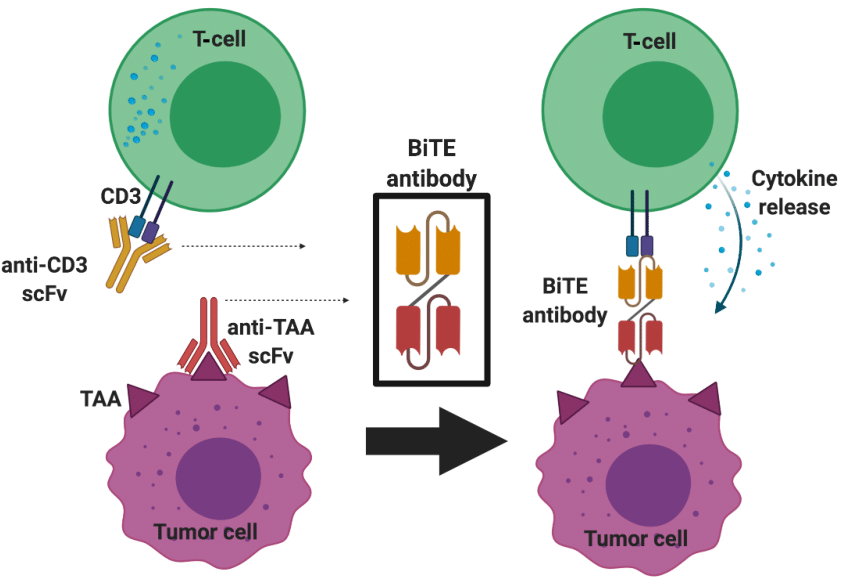 T-cell
CD3
anti-CD3
scFv
anti-TAA
scFv
TAA
Tumor cell
BiTE
antibody
T-cell
Cytokine
release
BiTE
antibody
Tumor cell